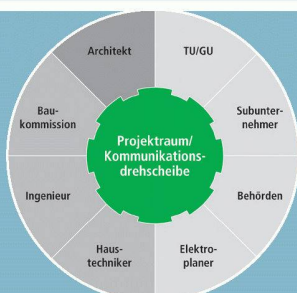 Architekt
TU/GU
Bau-
kommission
Subunter-
nehmer
Projektraum/
Kommunikations-
drehscheibe
Ingenieur
Behörden
Haus-
techniker
Elektro-
planer